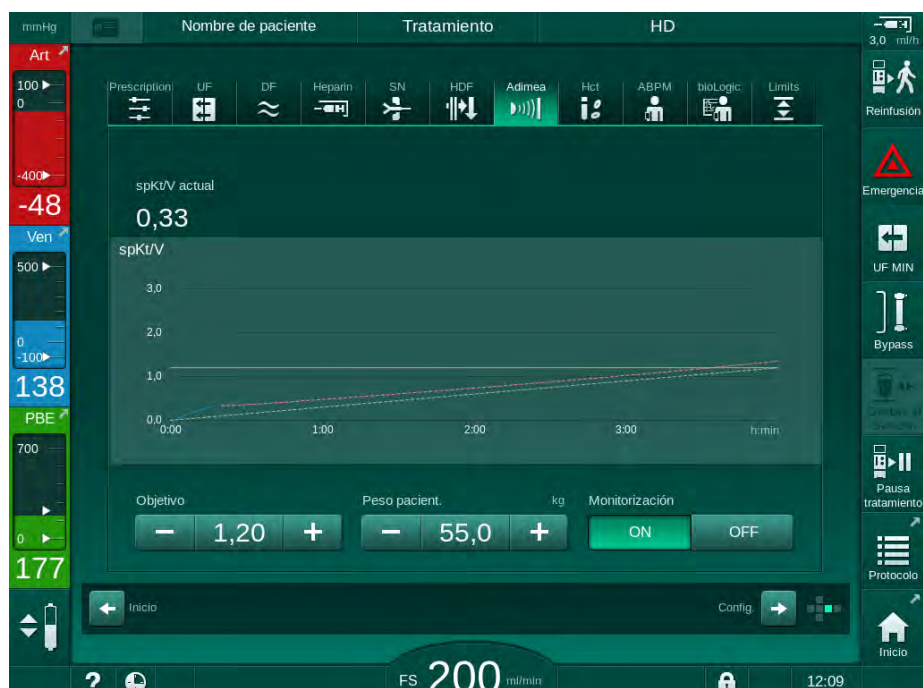 mmHg
Nombre de paciente
Tratamiento
HD
3,0 ml/h
Art
100
0
-400
-48
Ven
500
0
-100
138
PBE
700
0
177
Prescription
UF
DF
Heparin
SN
HDF
Adimea
Hct
ABPM
bioLogic
Limits
spKt/V actual
0,33
spKt/V
3,0
2,0
1,0
0,0
0:00
1:00
2:00
3:00
h:min
Objetivo
Peso pacient.
kg
Monitorización
− 1,20 +
− 55,0 +
ON
OFF
Inicio
Config.
Reinfusión
Emergencia
UF MIN
Bypass
Pausa
tratamiento
Protocolo
Inicio
?
FS 200 ml/min
12:09